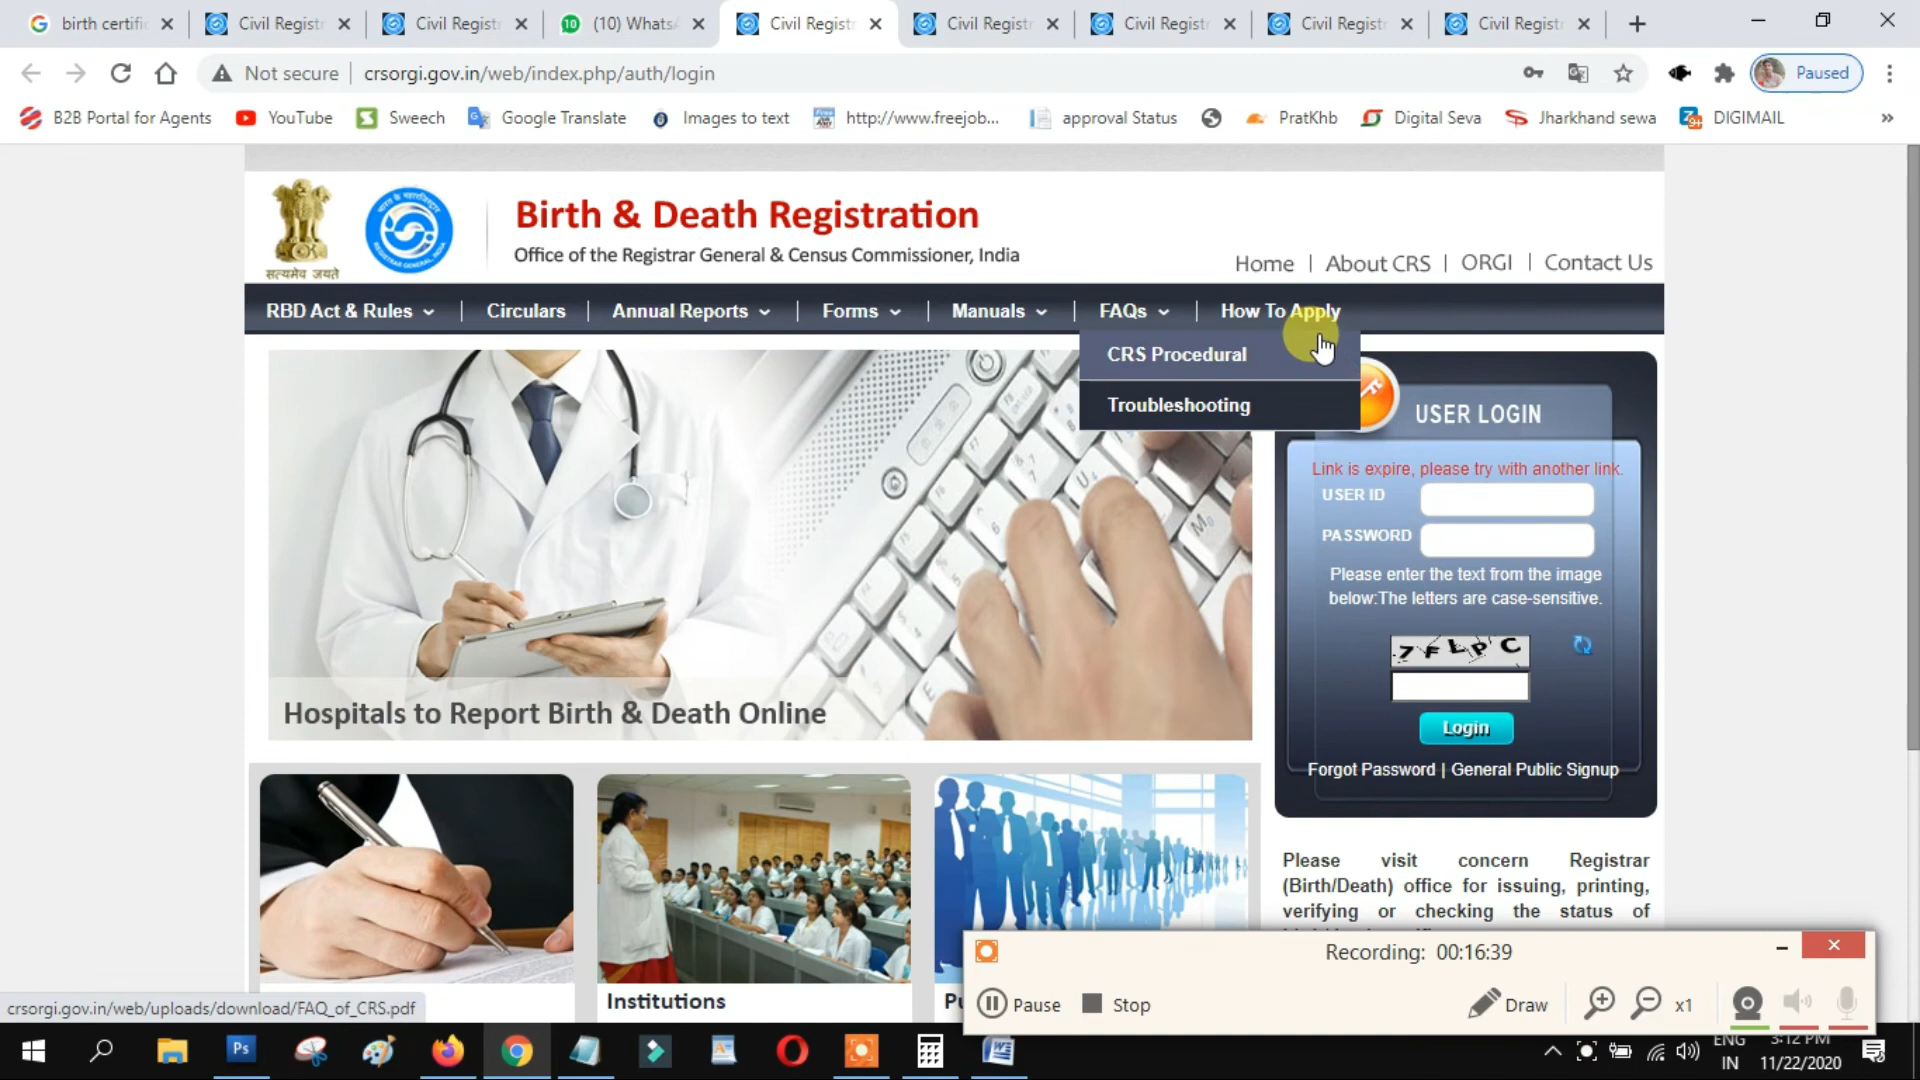 birth certific
Civil Registr
Civil Registr
10
(10) WhatsA
Civil Registr
Civil Registr
Civil Registr
Civil Registr
Civil Registr
Not secure
crsorgi.gov.in/web/index.php/auth/login
Paused
B2B Portal for Agents
YouTube
Sweech
Google Translate
Images to text
http://www.freejob...
approval Status
PratKhb
Digital Seva
Jharkhand sewa
DIGIMAIL
सत्यमेव जयते
Birth & Death Registration
Office of the Registrar General & Census Commissioner, India
Home | About CRS | ORGI | Contact Us
RBD Act & Rules | Circulars | Annual Reports | Forms | Manuals | FAQs | How To Apply
CRS Procedural
Troubleshooting
USER LOGIN
Link is expire, please try with another link.
USER ID
PASSWORD
Please enter the text from the image
below:The letters are case-sensitive.
7FLPC
Login
Forgot Password | General Public Signup
Hospitals to Report Birth & Death Online
Please visit concern Registrar
(Birth/Death) office for issuing, printing,
verifying or checking the status of
Institutions
Recording: 00:16:39
Pause
Stop
Draw
x1
crsorgi.gov.in/web/uploads/download/FAQ_of_CRS.pdf
Ps
ENG
IN
3:12 PM
11/22/2020